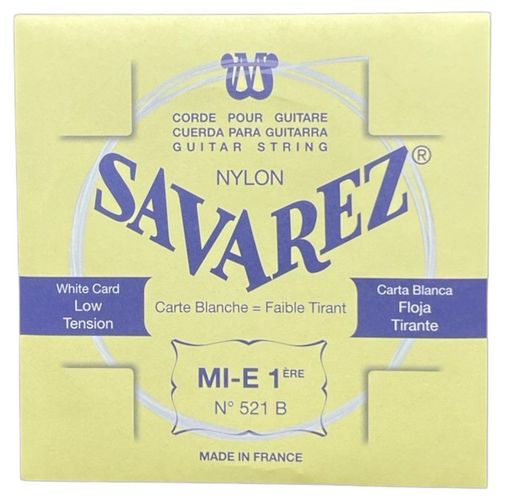 CORDE POUR GUITARE
CUERDA PARA GUITARRA
GUITAR STRING
NYLON
SAVAREZ®
White Card
Low
Tension
Carte Blanche = Faible Tirant
Carta Blanca
Floja
Tirante
MI-E 1ÈRE
N° 521 B
MADE IN FRANCE